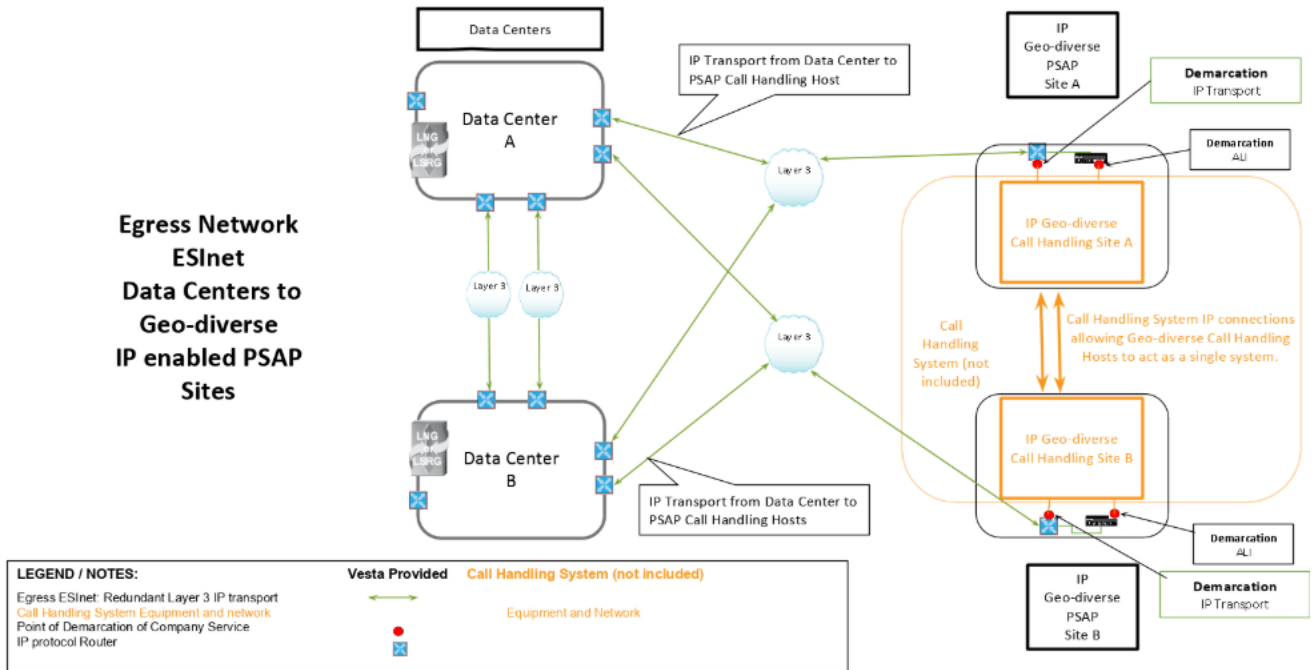 Data Centers
IP Transport from Data Center to
PSAP Call Handling Host
IP
Geo-diverse
PSAP
Site A
Demarcation
IP Transport
Demarcation
ALI
Data Center
A
LNG
LSRG
Layer 3
IP Geo-diverse
Call Handling Site A
Egress Network
ESInet
Data Centers to
Geo-diverse
IP enabled PSAP
Sites
Layer 3
Layer 3
Layer 3
Call
Handling
System (not
included)
Call Handling System IP connections
allowing Geo-diverse Call Handling
Hosts to act as a single system.
LNG
LSRG
Data Center
B
IP Geo-diverse
Call Handling Site B
IP Transport from Data Center to
PSAP Call Handling Hosts
Demarcation
ALI
Demarcation
IP Transport
IP
Geo-diverse
PSAP
Site B
LEGEND / NOTES: Vesta Provided Call Handling System (not included)
Egress ESInet: Redundant Layer 3 IP transport
Call Handling System Equipment and network Equipment and Network
Point of Demarcation of Company Service
IP protocol Router